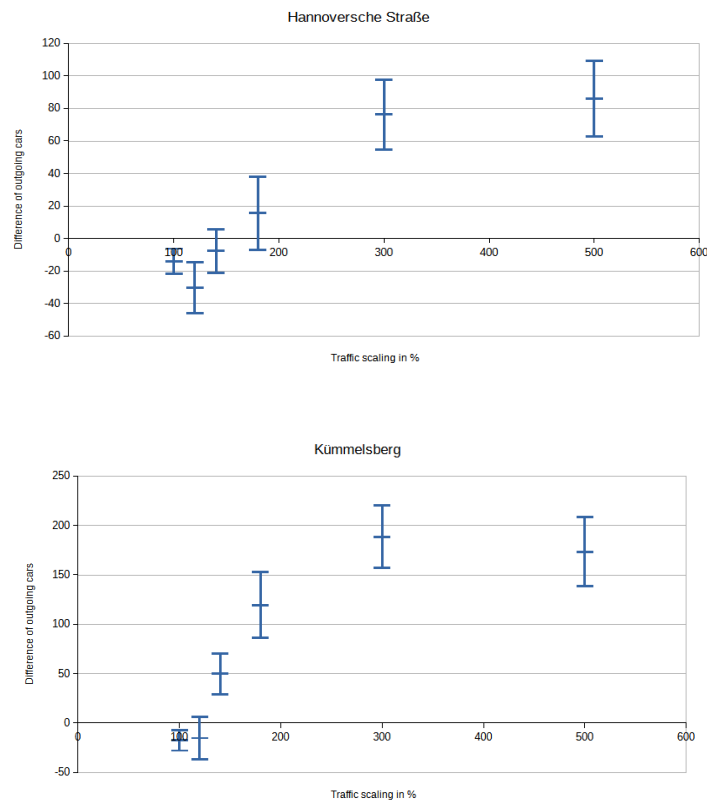 Hannoversche Straße
120
100
80
60
40
20
0
-20
-40
-60
0 100 200 300 400 500 600
Difference of outgoing cars
Traffic scaling in %
Kümmelsberg
250
200
150
100
50
0
-50
0 100 200 300 400 500 600
Difference of outgoing cars
Traffic scaling in %